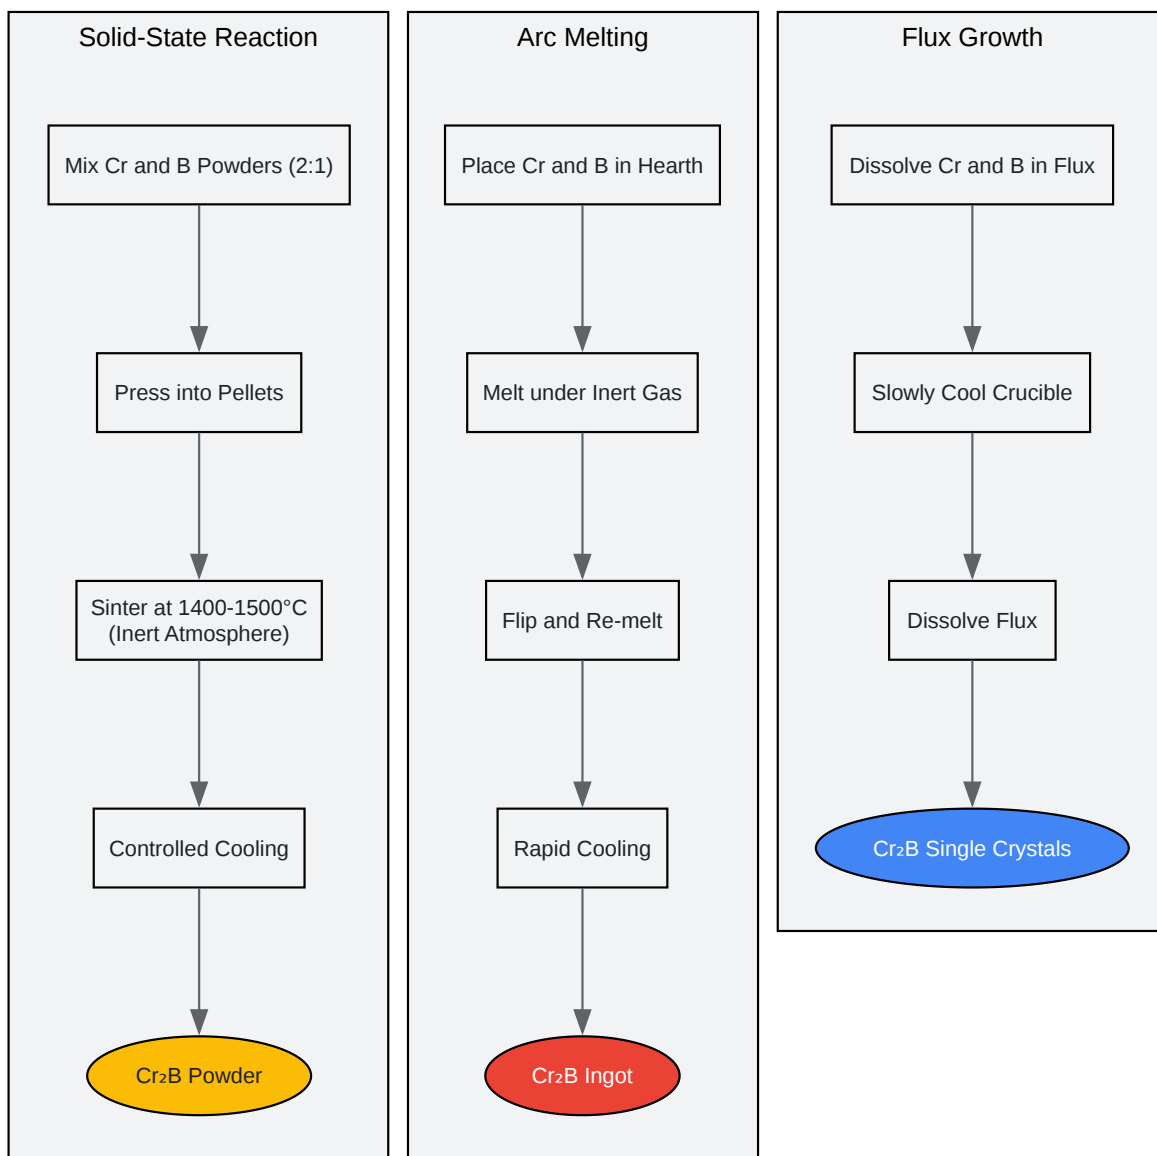 Solid-State Reaction
Mix Cr and B Powders (2:1)
Press into Pellets
Sinter at 1400-1500°C
(Inert Atmosphere)
Controlled Cooling
Cr₂B Powder
Arc Melting
Place Cr and B in Hearth
Melt under Inert Gas
Flip and Re-melt
Rapid Cooling
Cr₂B Ingot
Flux Growth
Dissolve Cr and B in Flux
Slowly Cool Crucible
Dissolve Flux
Cr₂B Single Crystals